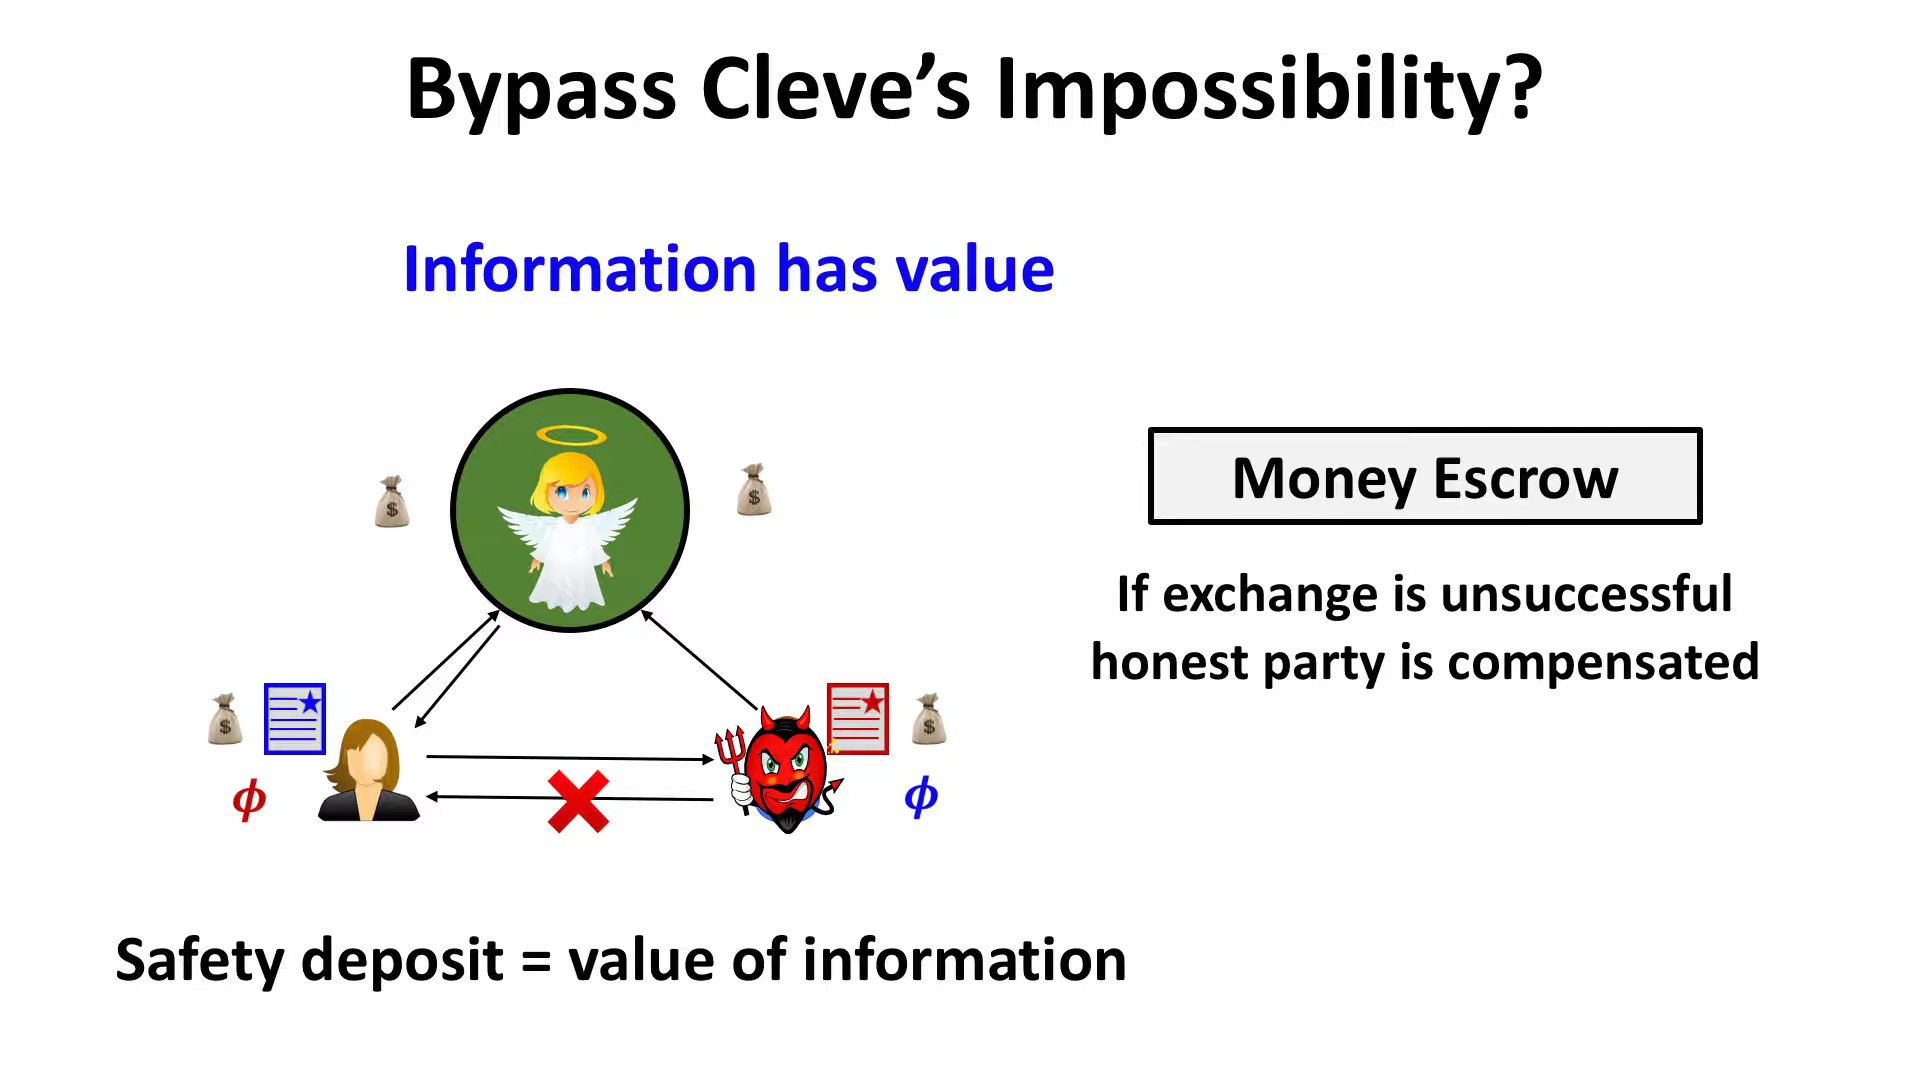 Bypass Cleve’s Impossibility?
Information has value
$
$
Money Escrow
If exchange is unsuccessful
honest party is compensated
$
$
ϕ
ϕ
Safety deposit = value of information